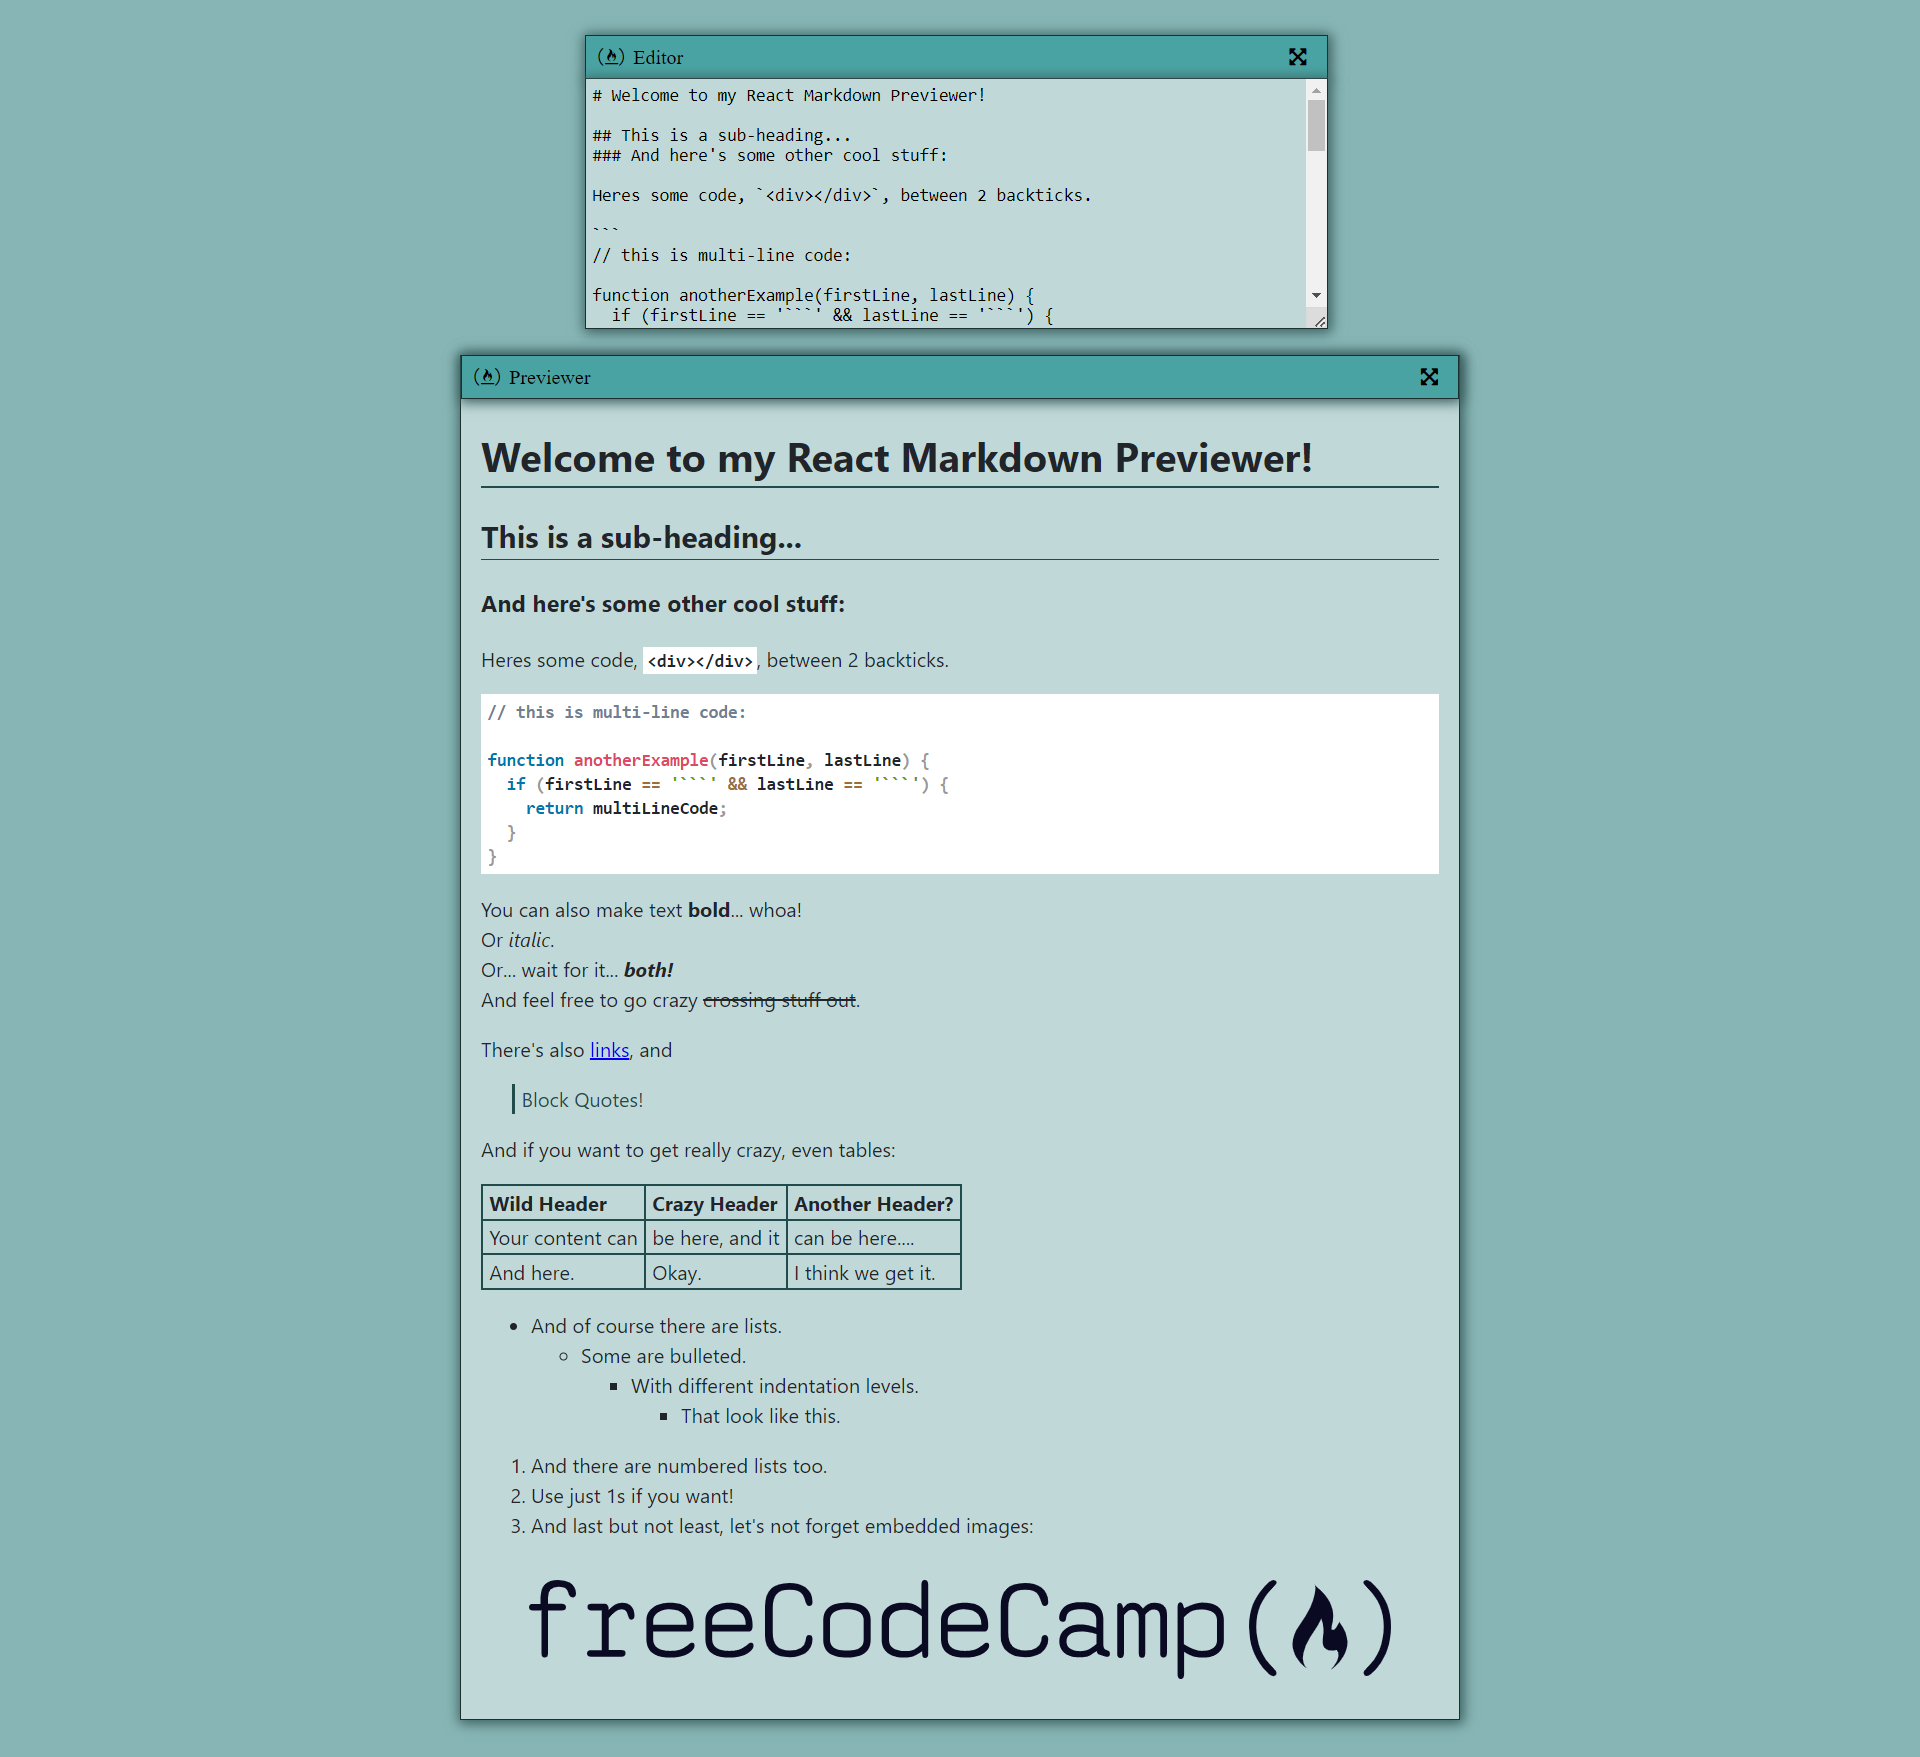 Editor
# Welcome to my React Markdown Previewer!
## This is a sub-heading...
### And here's some other cool stuff:
Heres some code, `<div></div>`, between 2 backticks.
```
// this is multi-line code:
function anotherExample(firstLine, lastLine) {
  if (firstLine == '```' && lastLine == '```') {
Previewer
Welcome to my React Markdown Previewer!
This is a sub-heading...
And here's some other cool stuff:
Heres some code, <div></div>, between 2 backticks.
// this is multi-line code:
function anotherExample(firstLine, lastLine) {
  if (firstLine == '```' && lastLine == '```') {
    return multiLineCode;
  }
}
You can also make text bold... whoa!
Or italic.
Or... wait for it... both!
And feel free to go crazy crossing stuff out.
There's also links, and
Block Quotes!
And if you want to get really crazy, even tables:
Wild Header Crazy Header Another Header?
Your content can be here, and it can be here....
And here. Okay. I think we get it.
And of course there are lists.
Some are bulleted.
With different indentation levels.
That look like this.
1. And there are numbered lists too.
2. Use just 1s if you want!
3. And last but not least, let's not forget embedded images:
freeCodeCamp